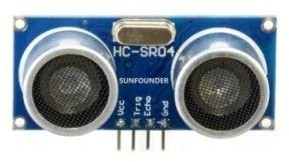 HC-SR04
SUNFOUNDER
Vcc
Trig
Echo
Gnd